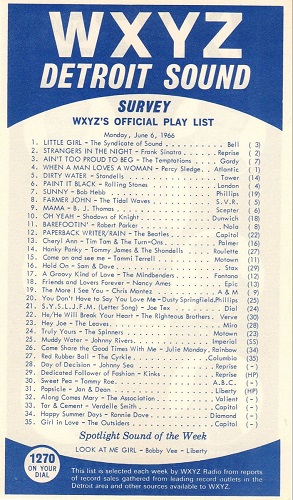 WXYZ
DETROIT SOUND
SURVEY
WXYZ'S OFFICIAL PLAY LIST
Monday, June 6, 1966
1. LITTLE GIRL - The Syndicate of Sound - Bell ( 3)
2. STRANGERS IN THE NIGHT - Frank Sinatra - Reprise ( 2)
3. AIN'T TOO PROUD TO BEG - The Temptations - Gordy ( 7)
4. WHEN A MAN LOVES A WOMAN - Percy Sledge - Atlantic ( 1)
5. DIRTY WATER - Standells - Tower (14)
6. PAINT IT BLACK - Rolling Stones - London ( 4)
7. SUNNY - Bob Hebb - Phillips (19)
8. FARMER JOHN - The Tidal Waves - S.V.R. ( 5)
9. MAMA - B. J. Thomas - Scepter ( 6)
10. OH YEAH - Shadows of Knight - Dunwich (18)
11. BAREFOOTIN' - Robert Parker - Nola ( 8)
12. PAPERBACK WRITER/RAIN - The Beatles - Capitol (22)
13. Cheryl Ann - Tim Tam & The Turn-Ons - Palmer (16)
14. Hanky Panky - Tommy James & The Shondells - Roulette (27)
15. Come on and see me - Tammi Terrell - Motown (11)
16. Hold On - Sam & Dave - Stax (29)
17. A Groovy Kind of Love - The Mindbenders - Fontana (12)
18. Friends and Lovers Forever - Nancy Ames - Epic (13)
19. The More I See You - Chris Montez - A & M ( 9)
20. You Don't Have to Say You Love Me - Dusty Springfield, Phillips (25)
21. S.Y.S.L.J.F.M. (Letter Song) - Joe Tex - Dial (24)
22. He/He Will Break Your Heart - The Righteous Brothers - Verve (30)
23. Hey Joe - The Leaves - Mira (28)
24. Truly Yours - The Spinners - Motown (23)
25. Muddy Water - Johnny Rivers - Imperial (SS)
26. Come Share the Good Times With Me - Julie Monday, Rainbow (34)
27. Red Rubber Ball - The Cyrkle - Columbia (35)
28. Day of Decision - Johnny Sea - Reprise ( - )
29. Dedicated Follower of Fashion - Kinks - Reprise (HP)
30. Sweet Pea - Tommy Roe - A.B.C. ( - )
31. Popsicle - Jan & Dean - Liberty (HP)
32. Along Comes Mary - The Association - Valient ( - )
33. Tar & Cement - Verdelle Smith - Capitol ( - )
34. Happy Summer Days - Ronnie Dove - Diamond ( - )
35. Girl In Love - The Outsiders - Capitol ( - )
Spotlight Sound of the Week
LOOK AT ME GIRL - Bobby Vee - Liberty
1270
ON YOUR
DIAL
This list is selected each week by WXYZ Radio from reports
of record sales gathered from leading record outlets in the
Detroit area and other sources available to WXYZ.